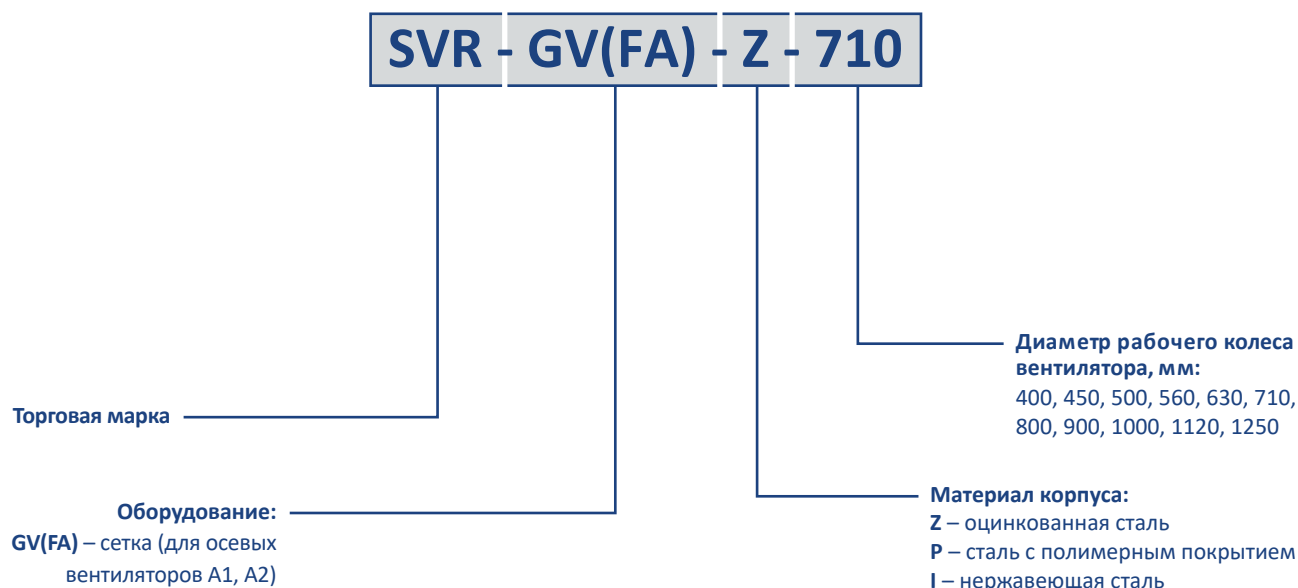 SVR - GV(FA) - Z - 710
Диаметр рабочего колеса
вентилятора, мм:
400, 450, 500, 560, 630, 710,
800, 900, 1000, 1120, 1250
Торговая марка
Материал корпуса:
Z – оцинкованная сталь
P – сталь с полимерным покрытием
I – нержавеющая сталь
Оборудование:
GV(FA) – сетка (для осевых
вентиляторов А1, А2)